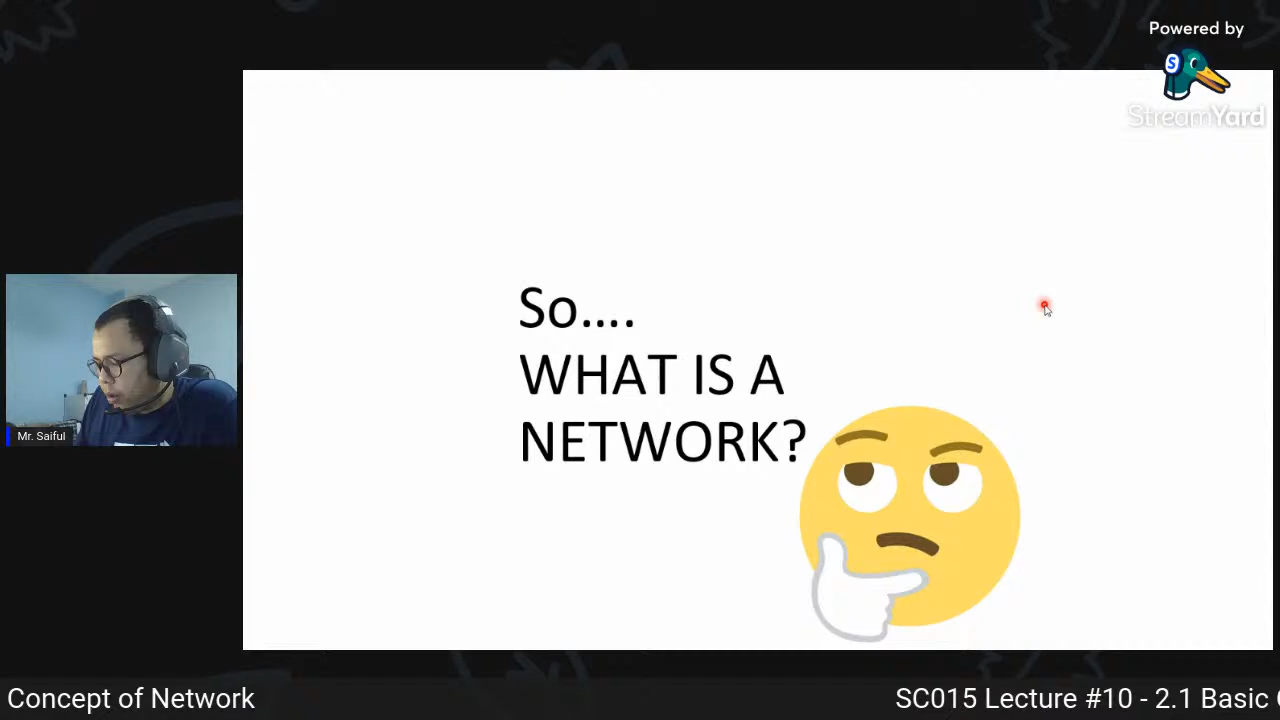 Powered by
S
StreamYard
So....
WHAT IS A
NETWORK?
Mr. Saiful
Concept of Network
SC015 Lecture #10 - 2.1 Basic